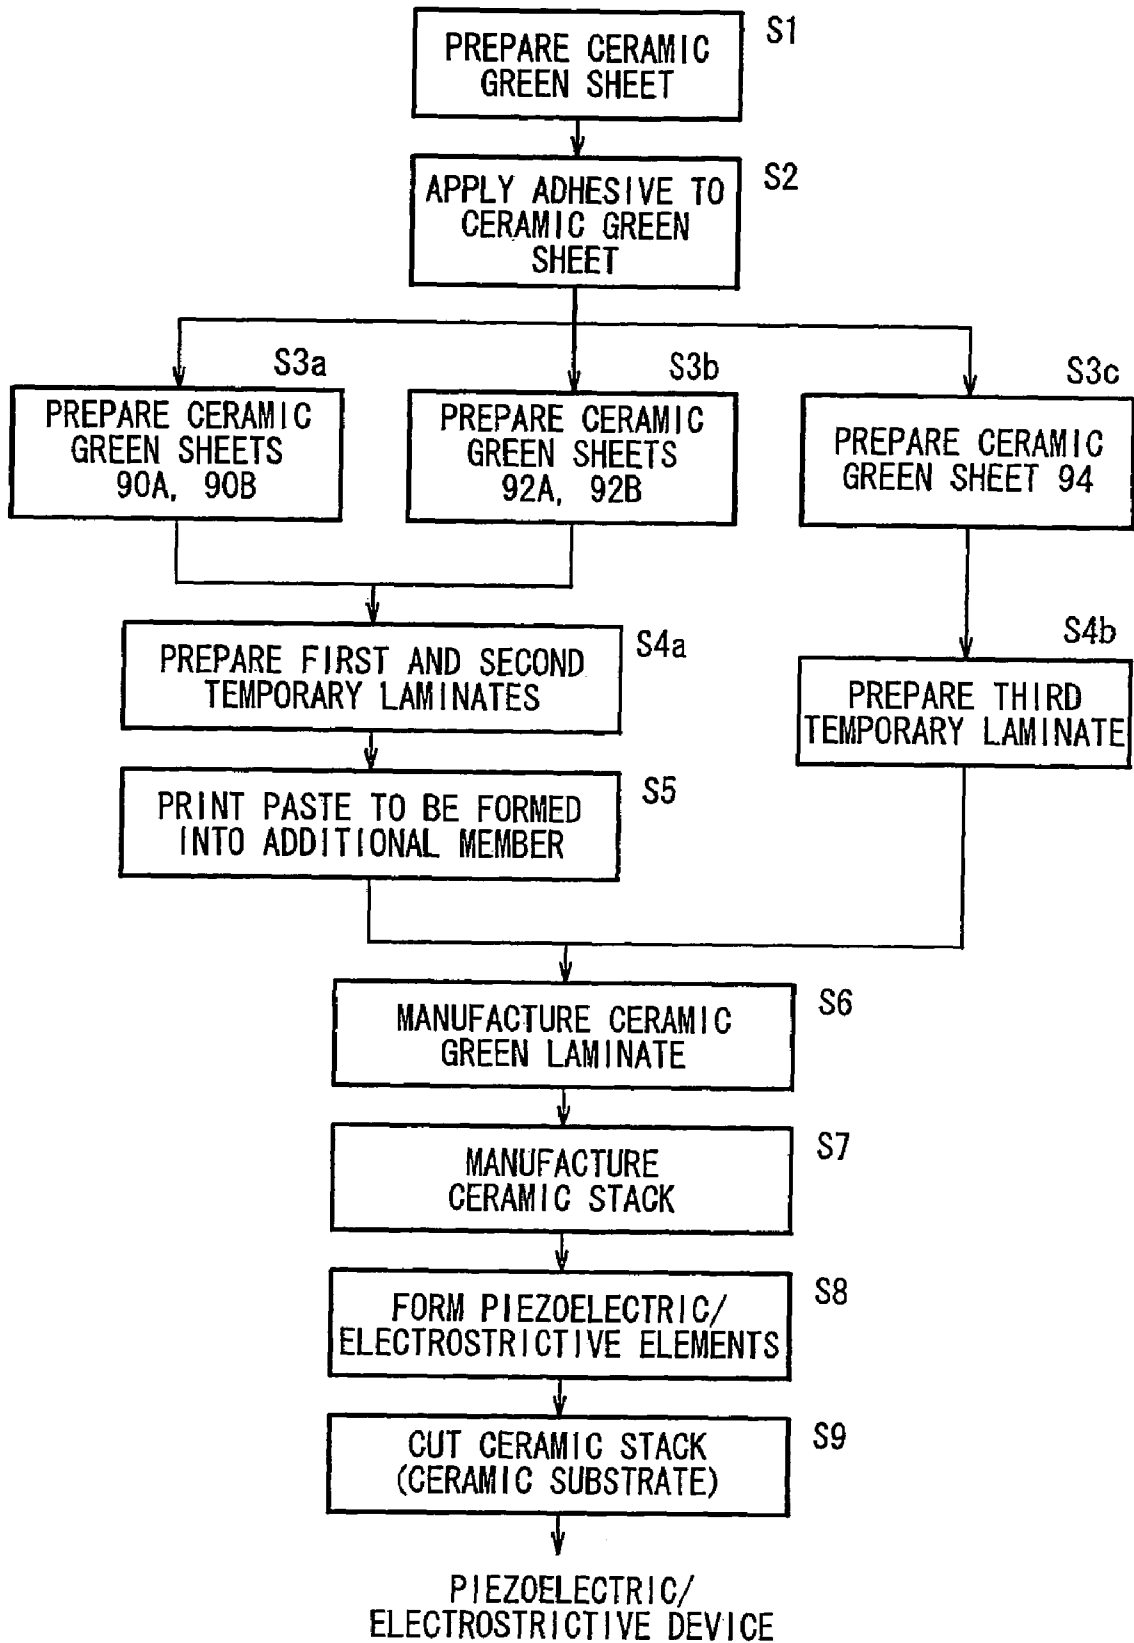 S1
PREPARE CERAMIC
GREEN SHEET
S2
APPLY ADHESIVE TO
CERAMIC GREEN
SHEET
S3a
PREPARE CERAMIC
GREEN SHEETS
90A, 90B
S3b
PREPARE CERAMIC
GREEN SHEETS
92A, 92B
S3c
PREPARE CERAMIC
GREEN SHEET 94
S4a
PREPARE FIRST AND SECOND
TEMPORARY LAMINATES
S4b
PREPARE THIRD
TEMPORARY LAMINATE
S5
PRINT PASTE TO BE FORMED
INTO ADDITIONAL MEMBER
S6
MANUFACTURE CERAMIC
GREEN LAMINATE
S7
MANUFACTURE
CERAMIC STACK
S8
FORM PIEZOELECTRIC/
ELECTROSTRICTIVE ELEMENTS
S9
CUT CERAMIC STACK
(CERAMIC SUBSTRATE)
PIEZOELECTRIC/
ELECTROSTRICTIVE DEVICE